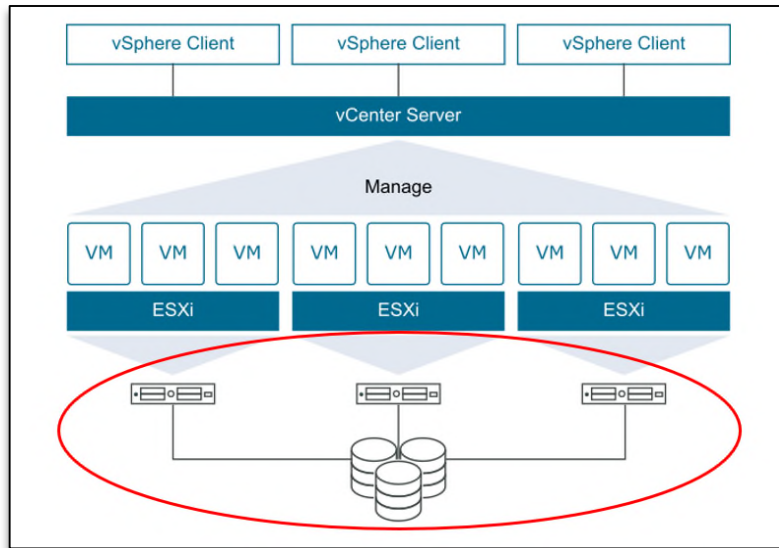 vSphere Client vSphere Client vSphere Client
vCenter Server
Manage
VM VM VM VM VM VM VM VM VM
ESXi ESXi ESXi